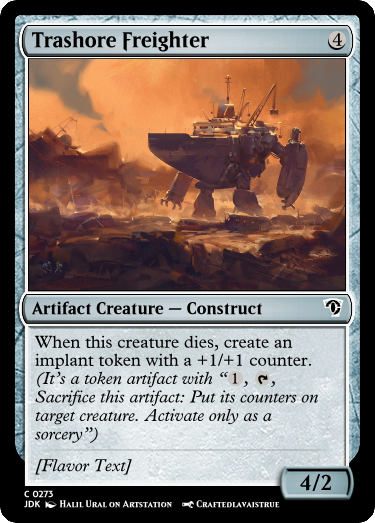 Trashore Freighter 4
Artifact Creature — Construct
When this creature dies, create an
implant token with a +1/+1 counter.
(It's a token artifact with “1, ,
Sacrifice this artifact: Put its counters on
target creature. Activate only as a
sorcery”)
[Flavor Text]
4/2
C 0273
JDK Halil Ural on Artstation Craftedlavaistrue